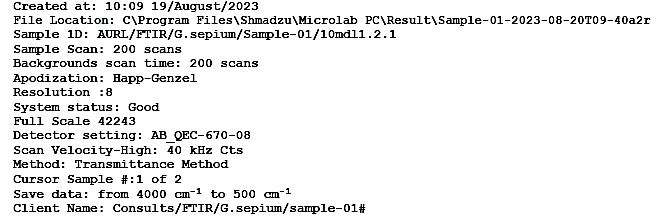 Created at: 10:09 19/August/2023
File Location: C\Program Files\Shmadzu\Microlab PC\Result\Sample-01-2023-08-20T09-40a2r
Sample 1D: AURL/FTIR/G.sepium/Sample-01/10mdl1.2.1
Sample Scan: 200 scans
Backgrounds scan time: 200 scans
Apodization: Happ-Genzel
Resolution :8
System status: Good
Full Scale 42243
Detector setting: AB_QEC-670-08
Scan Velocity-High: 40 kHz Cts
Method: Transmittance Method
Cursor Sample #:1 of 2
Save data: from 4000 cm⁻¹ to 500 cm⁻¹
Client Name: Consults/FTIR/G.sepium/sample-01#